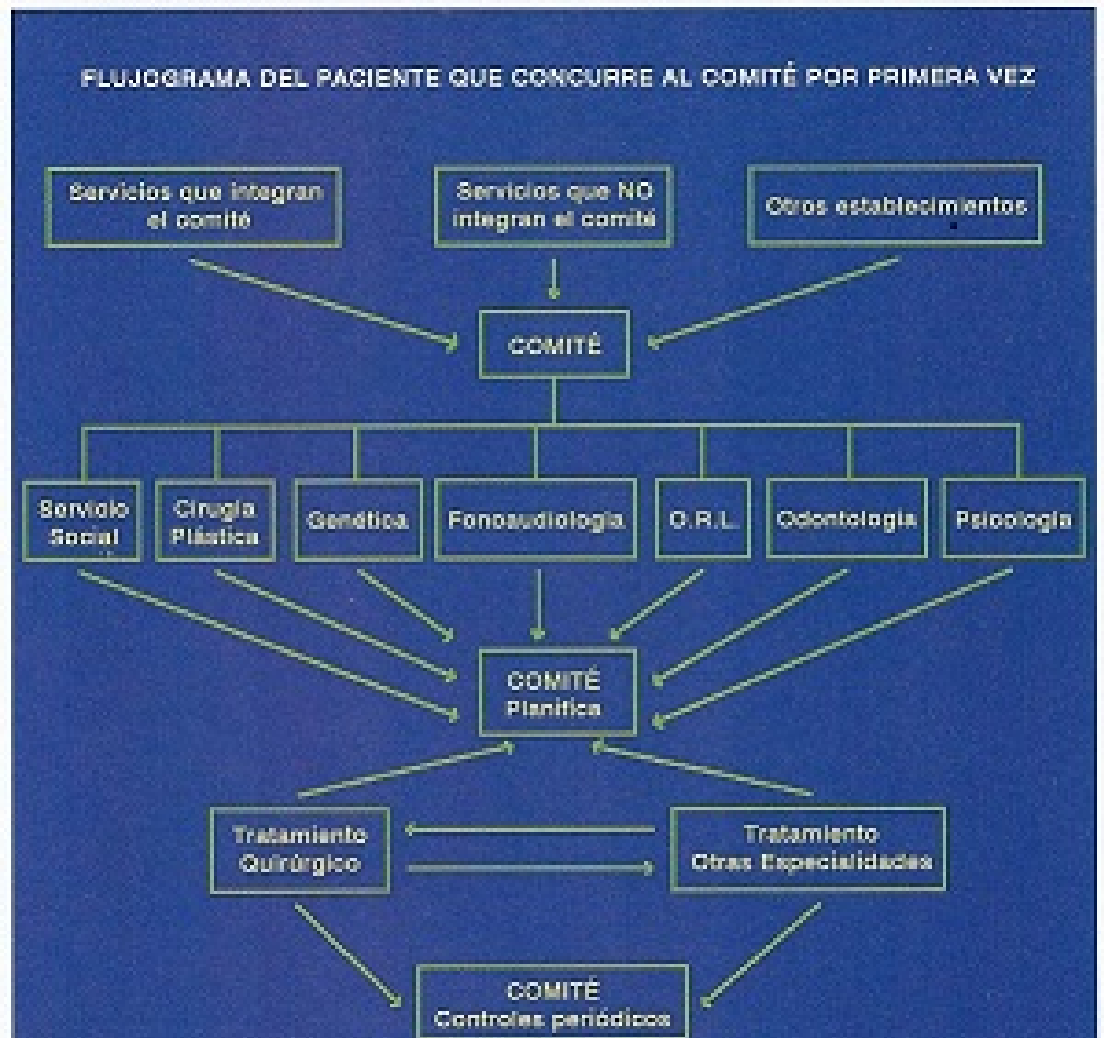 FLUJOGRAMA DEL PACIENTE QUE CONCURRE AL COMITÉ POR PRIMERA VEZ
Servicios que integran
el comité
Servicios que NO
integran el comité
Otros establecimientos
COMITÉ
Servicio
Social
Cirugía
Plástica
Genética
Fonoaudiología
O.R.L.
Odontología
Psicología
COMITÉ
Planifica
Tratamiento
Quirúrgico
Tratamiento
Otras Especialidades
COMITÉ
Controles periódicos